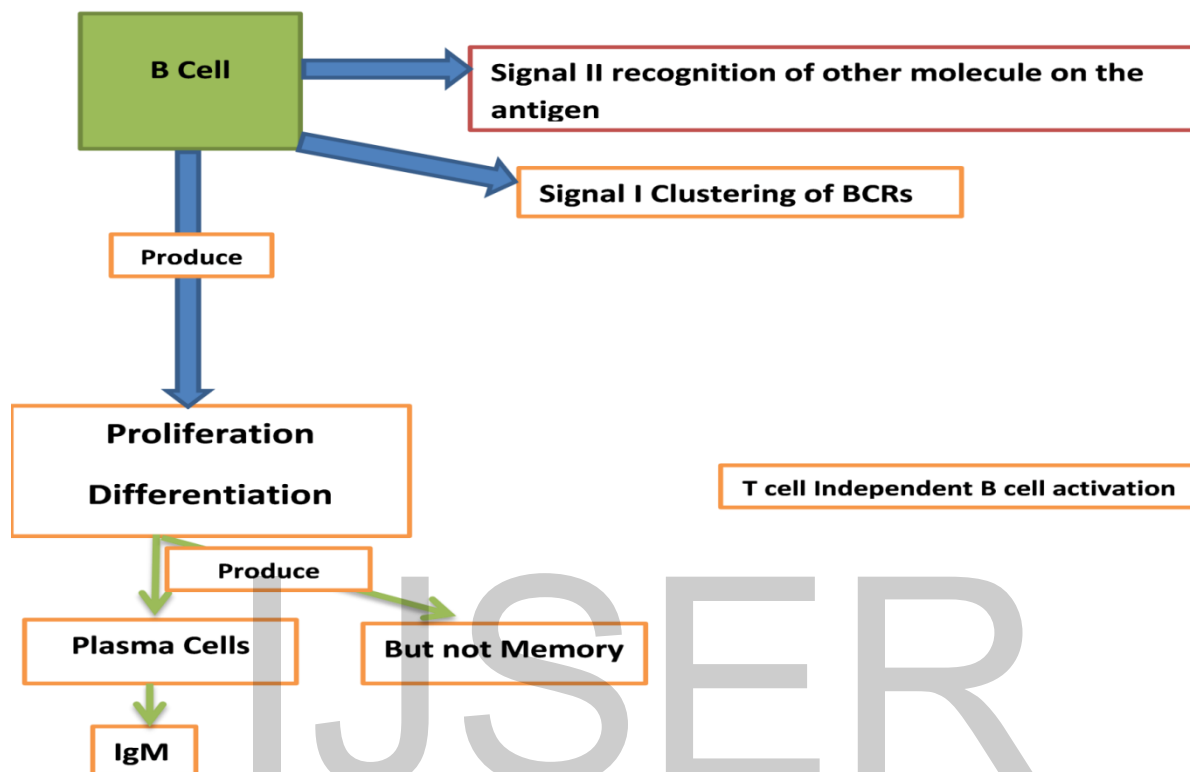 B Cell
Signal II recognition of other molecule on the
antigen
Signal I Clustering of BCRs
Produce
Proliferation
Differentiation
T cell Independent B cell activation
Produce
Plasma Cells
But not Memory
IgM
IJSER